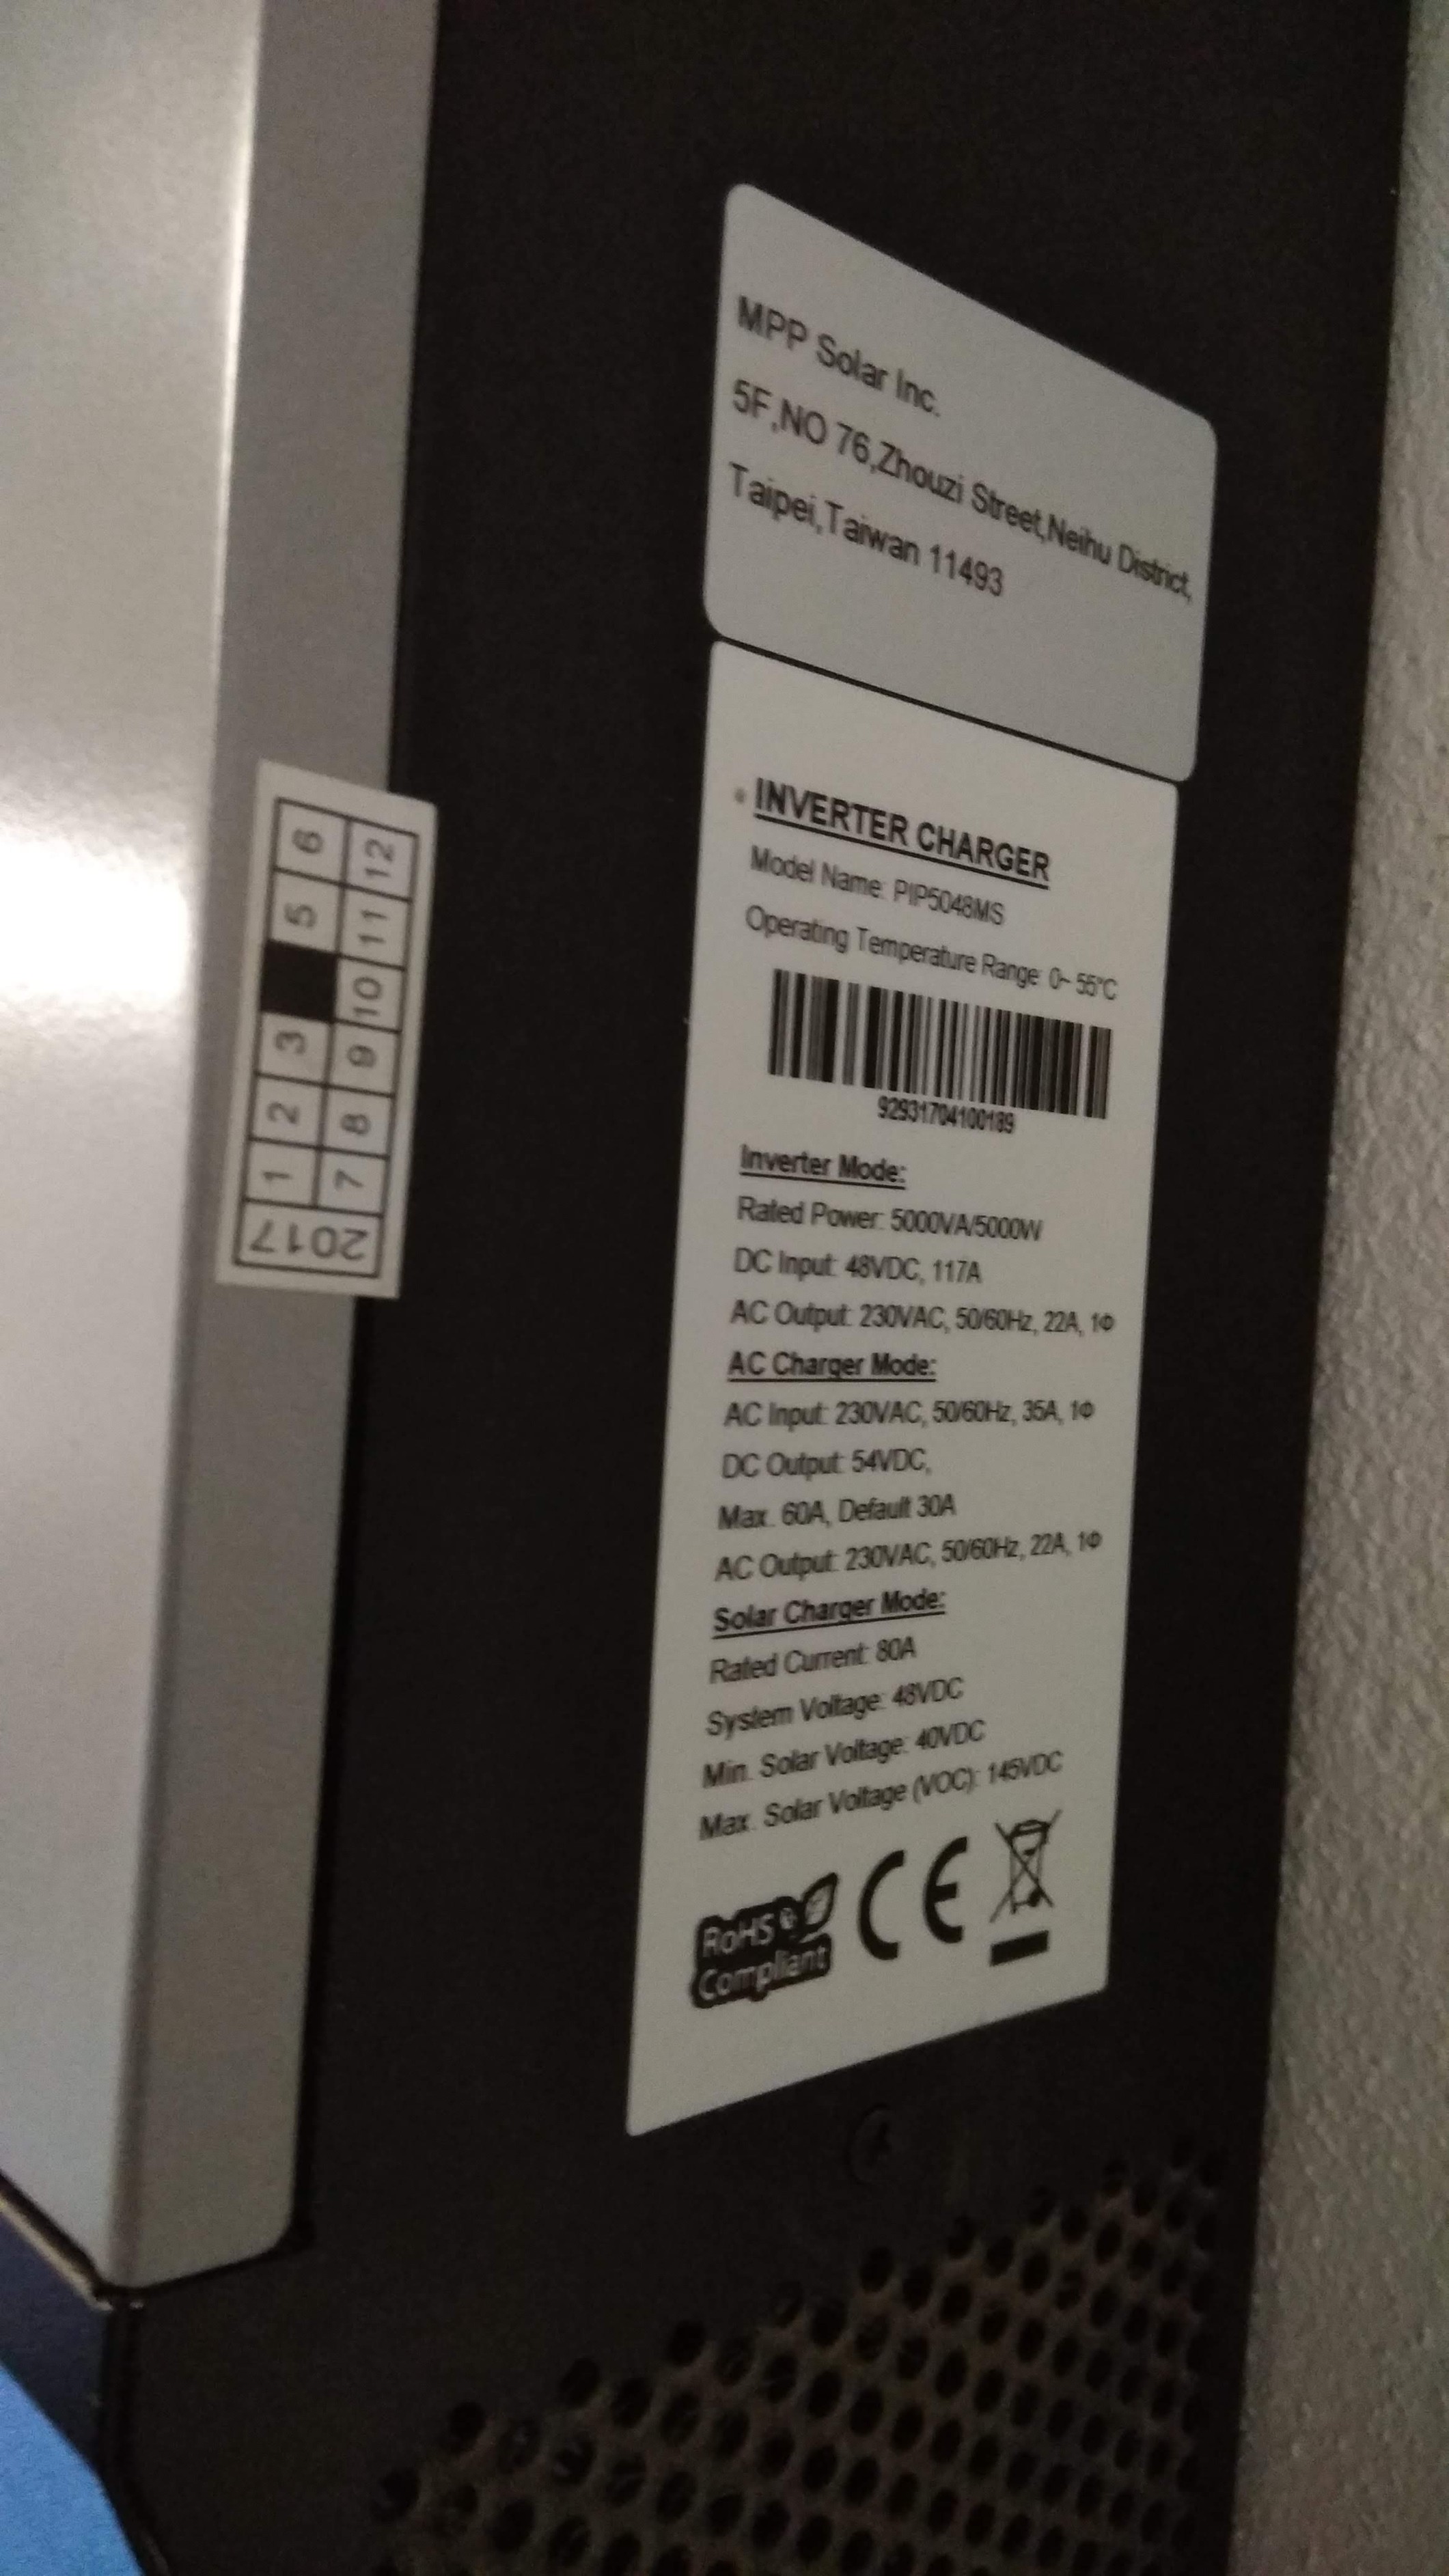 MPP Solar Inc.
5F,NO 76,Zhouzi Street,Neihu District,
Taipei,Taiwan 11493
INVERTER CHARGER
Model Name: PIP5048MS
Operating Temperature Range: 0~ 55°C
92931704100189
Inverter Mode:
Rated Power: 5000VA/5000W
DC Input: 48VDC, 117A
AC Output: 230VAC, 50/60Hz, 22A, 1Φ
AC Charger Mode:
AC Input: 230VAC, 50/60Hz, 35A, 1Φ
DC Output: 54VDC,
Max. 60A, Default 30A
AC Output: 230VAC, 50/60Hz, 22A, 1Φ
Solar Charger Mode:
Rated Current: 80A
System Voltage: 48VDC
Min. Solar Voltage: 40VDC
Max. Solar Voltage (VOC): 145VDC
RoHS
Compliant
CE
2017
1 2 3 5 6
7 8 9 10 11 12